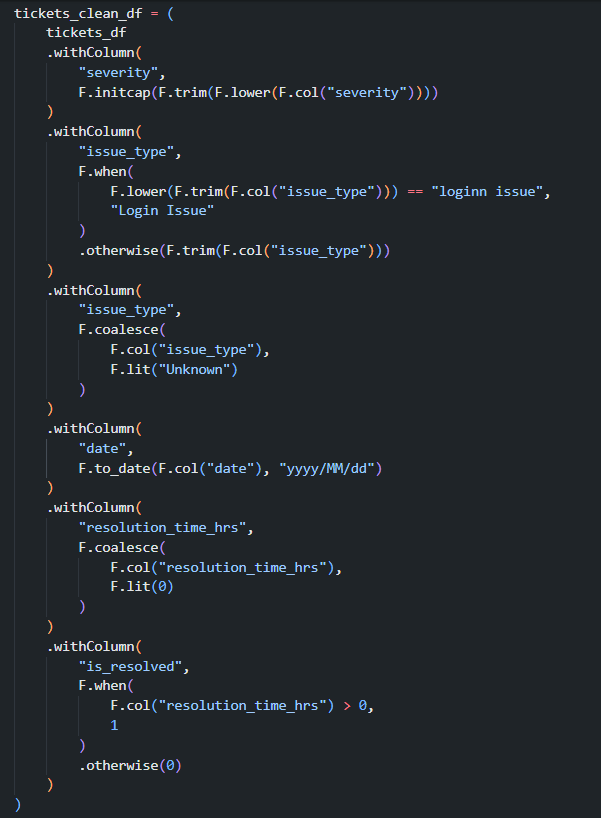 tickets_clean_df = (
    tickets_df
    .withColumn(
        "severity",
        F.initcap(F.trim(F.lower(F.col("severity"))))
    )
    .withColumn(
        "issue_type",
        F.when(
            F.lower(F.trim(F.col("issue_type"))) == "loginn issue",
            "Login Issue"
        )
        .otherwise(F.trim(F.col("issue_type")))
    )
    .withColumn(
        "issue_type",
        F.coalesce(
            F.col("issue_type"),
            F.lit("Unknown")
        )
    )
    .withColumn(
        "date",
        F.to_date(F.col("date"), "yyyy/MM/dd")
    )
    .withColumn(
        "resolution_time_hrs",
        F.coalesce(
            F.col("resolution_time_hrs"),
            F.lit(0)
        )
    )
    .withColumn(
        "is_resolved",
        F.when(
            F.col("resolution_time_hrs") > 0,
            1
        )
        .otherwise(0)
    )
)